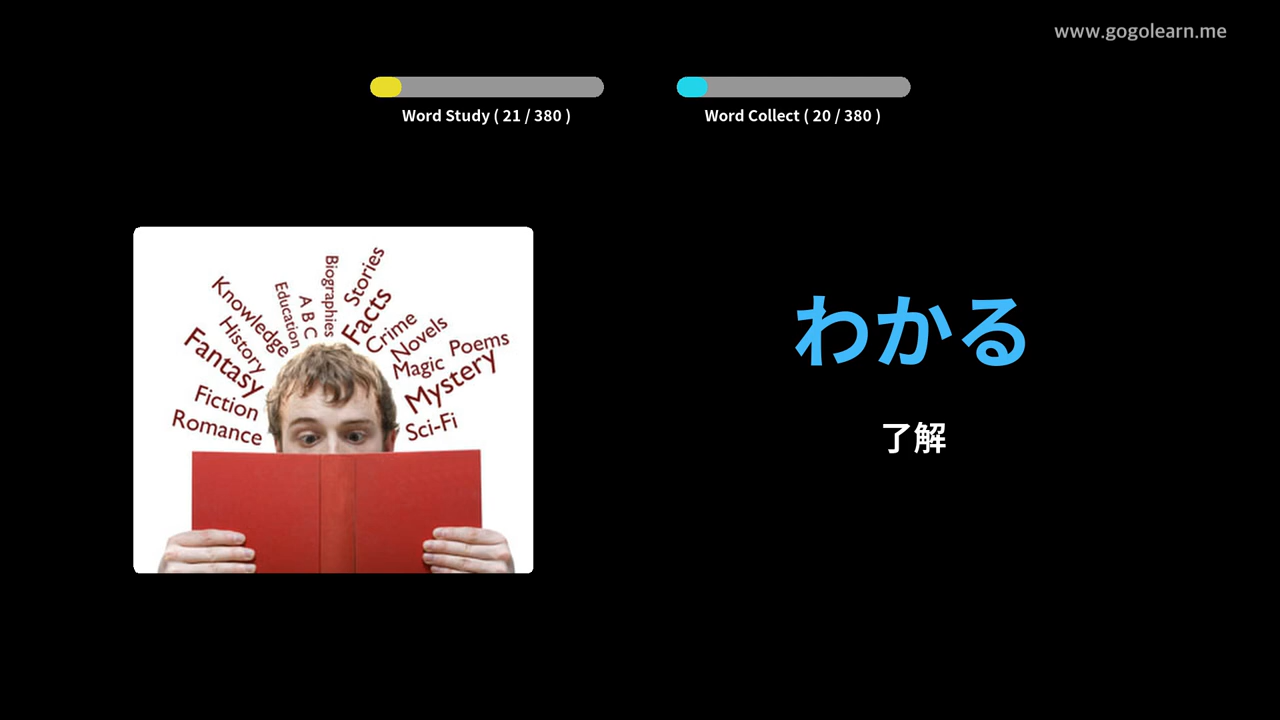 www.gogolearn.me
Word Study ( 21 / 380 )
Word Collect ( 20 / 380 )
Stories
Biographies
Facts
A B C
Education
Knowledge
Crime
Novels
History
Poems
Magic
Fantasy
Mystery
Fiction
Romance
Sci-Fi
わかる
了解